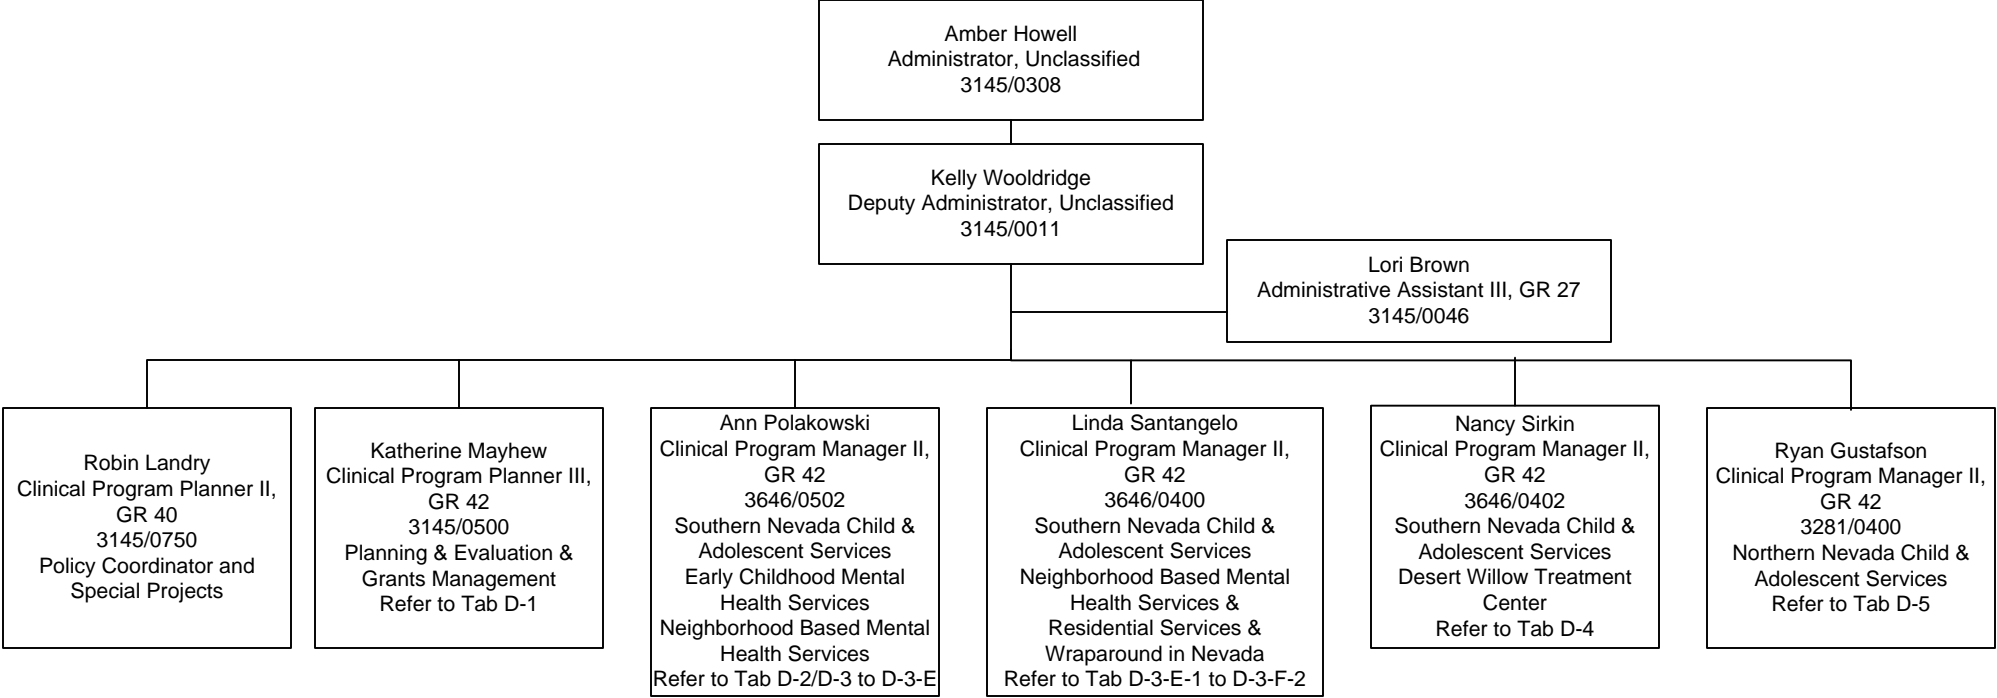 Amber Howell
Administrator, Unclassified
3145/0308
Kelly Wooldridge
Deputy Administrator, Unclassified
3145/0011
Lori Brown
Administrative Assistant III, GR 27
3145/0046
Robin Landry
Clinical Program Planner II,
GR 40
3145/0750
Policy Coordinator and
Special Projects
Katherine Mayhew
Clinical Program Planner III,
GR 42
3145/0500
Planning & Evaluation &
Grants Management
Refer to Tab D-1
Ann Polakowski
Clinical Program Manager II,
GR 42
3646/0502
Southern Nevada Child &
Adolescent Services
Early Childhood Mental
Health Services
Neighborhood Based Mental
Health Services
Refer to Tab D-2/D-3 to D-3-E
Linda Santangelo
Clinical Program Manager II,
GR 42
3646/0400
Southern Nevada Child &
Adolescent Services
Neighborhood Based Mental
Health Services &
Residential Services &
Wraparound in Nevada
Refer to Tab D-3-E-1 to D-3-F-2
Nancy Sirkin
Clinical Program Manager II,
GR 42
3646/0402
Southern Nevada Child &
Adolescent Services
Desert Willow Treatment
Center
Refer to Tab D-4
Ryan Gustafson
Clinical Program Manager II,
GR 42
3281/0400
Northern Nevada Child &
Adolescent Services
Refer to Tab D-5